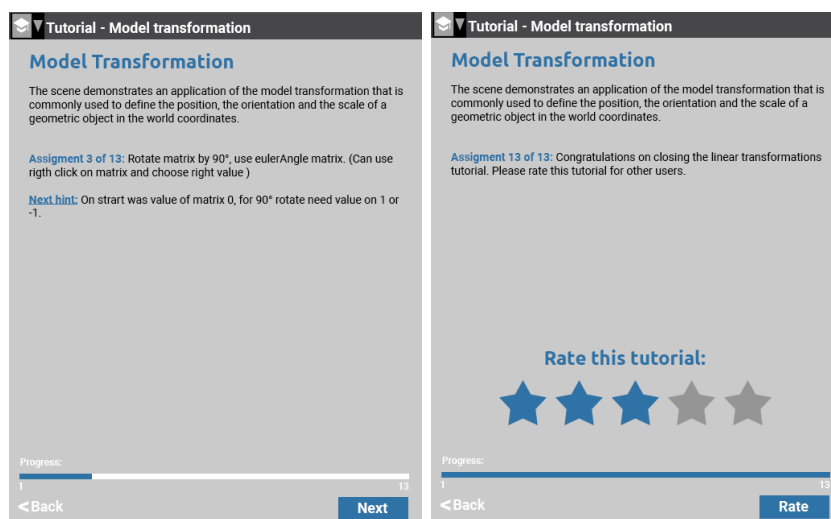 Tutorial - Model transformation
Model Transformation
The scene demonstrates an application of the model transformation that is
commonly used to define the position, the orientation and the scale of a
geometric object in the world coordinates.
Assigment 3 of 13: Rotate matrix by 90°, use eulerAngle matrix. (Can use
rigth click on matrix and choose right value )
Next hint: On strart was value of matrix 0, for 90° rotate need value on 1 or
-1.
Progress:
1 13
<Back Next
Tutorial - Model transformation
Model Transformation
The scene demonstrates an application of the model transformation that is
commonly used to define the position, the orientation and the scale of a
geometric object in the world coordinates.
Assigment 13 of 13: Congratulations on closing the linear transformations
tutorial. Please rate this tutorial for other users.
Rate this tutorial:
Progress:
1 13
<Back Rate